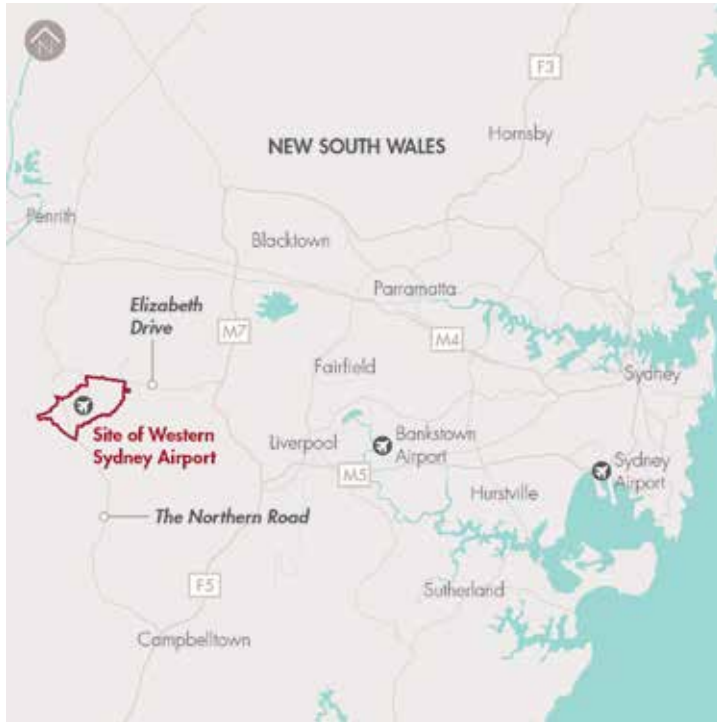 N
F3
Hornsby
NEW SOUTH WALES
Penrith
Blacktown
Parramatta
Elizabeth
Drive
M7
M4
Fairfield
Sydney
Site of Western
Sydney Airport
Liverpool
Bankstown
Airport
M5
Sydney
Airport
Hurstville
The Northern Road
F5
Sutherland
Campbelltown